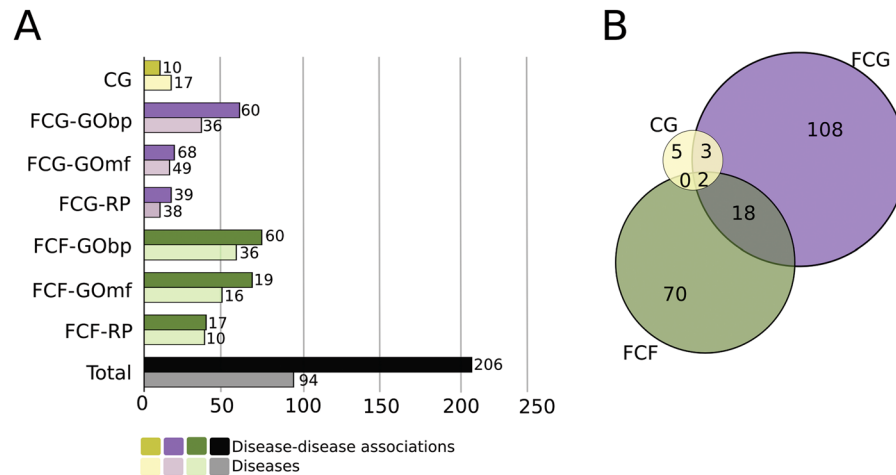 A
CG
10
17
FCG-GObp
60
36
FCG-GOmf
68
49
FCG-RP
39
38
FCF-GObp
60
36
FCF-GOmf
19
16
FCF-RP
17
10
Total
206
94
0 50 100 150 200 250
Disease-disease associations
Diseases
B
FCG
CG
108
5 3
0 2
18
70
FCF